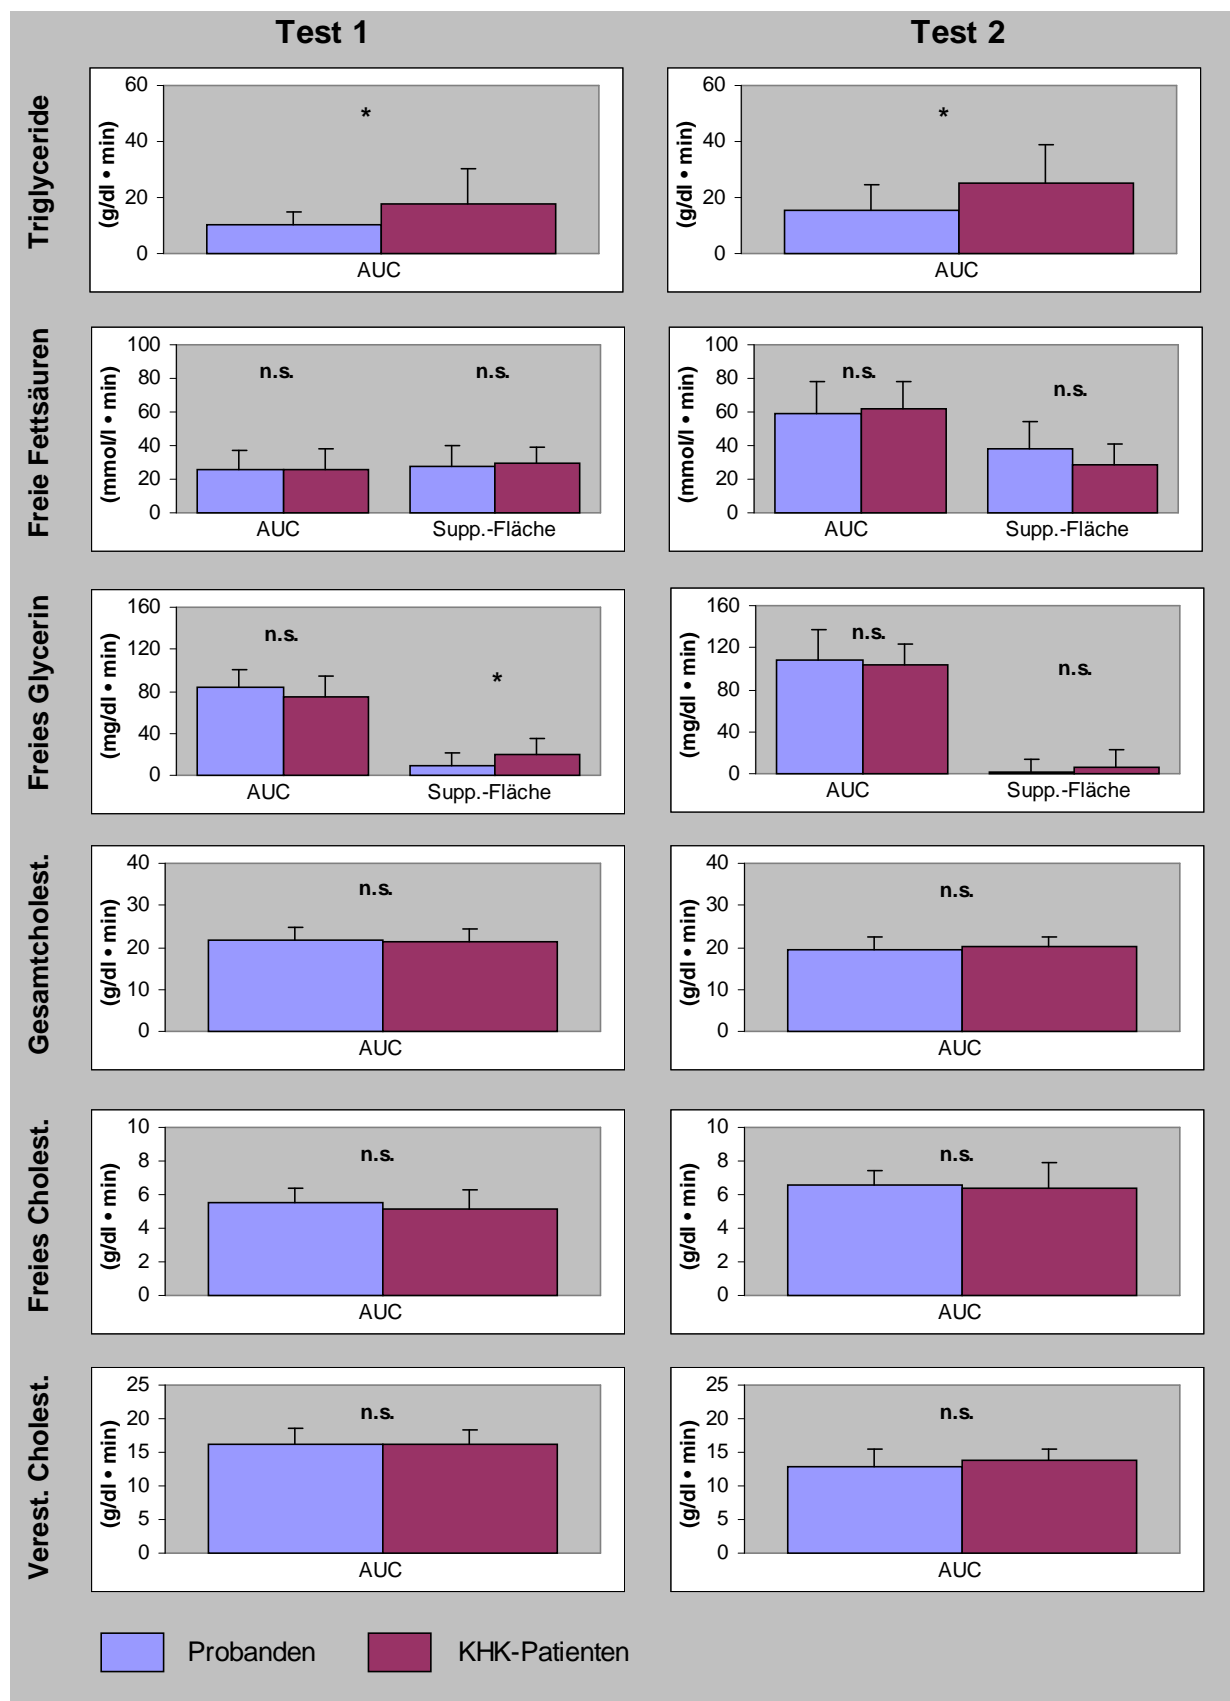 Test 1
Test 2
Triglyceride
(g/dl • min)
60
40
20
0
*
AUC
(g/dl • min)
60
40
20
0
*
AUC
Freie Fettsäuren
(mmol/l • min)
100
80
60
40
20
0
n.s.
n.s.
AUC
Supp.-Fläche
(mmol/l • min)
100
80
60
40
20
0
n.s.
n.s.
AUC
Supp.-Fläche
Freies Glycerin
(mg/dl • min)
160
120
80
40
0
n.s.
*
AUC
Supp.-Fläche
(mg/dl • min)
160
120
80
40
0
n.s.
n.s.
AUC
Supp.-Fläche
Gesamtcholest.
(g/dl • min)
40
30
20
10
0
n.s.
AUC
(g/dl • min)
40
30
20
10
0
n.s.
AUC
Freies Cholest.
(g/dl • min)
10
8
6
4
2
0
n.s.
AUC
(g/dl • min)
10
8
6
4
2
0
n.s.
AUC
Verest. Cholest.
(g/dl • min)
25
20
15
10
5
0
n.s.
AUC
(g/dl • min)
25
20
15
10
5
0
n.s.
AUC
Probanden
KHK-Patienten